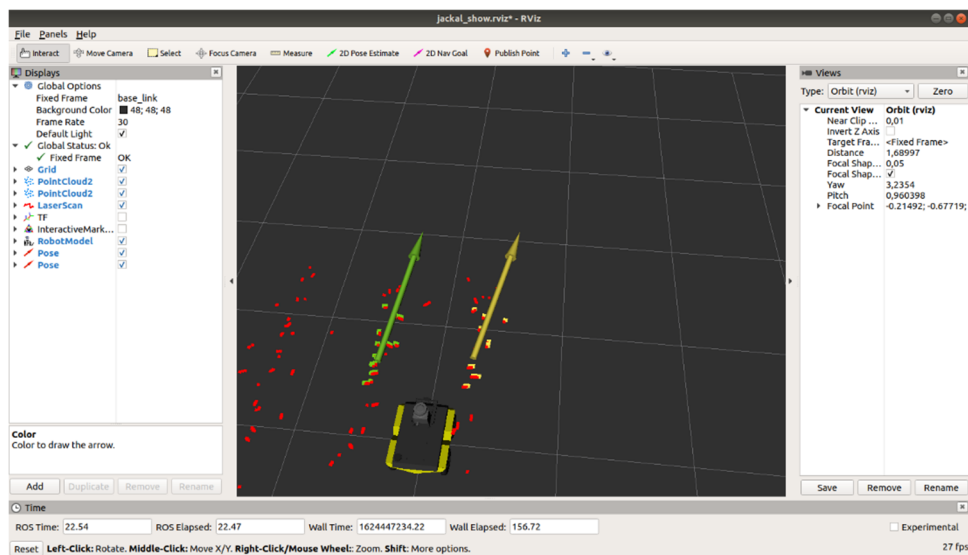 jackal_show.rviz* - RViz
File Panels Help
Interact Move Camera Select Focus Camera Measure 2D Pose Estimate 2D Nav Goal Publish Point
Displays
Global Options
Fixed Frame base_link
Background Color 48; 48; 48
Frame Rate 30
Default Light
Global Status: Ok
Fixed Frame OK
Grid
PointCloud2
PointCloud2
LaserScan
TF
InteractiveMark...
RobotModel
Pose
Pose
Color
Color to draw the arrow.
Add Duplicate Remove Rename
Views
Type: Orbit (rviz) Zero
Current View Orbit (rviz)
Near Clip ... 0,01
Invert Z Axis
Target Fra... <Fixed Frame>
Distance 1,68997
Focal Shap... 0,05
Focal Shap...
Yaw 3,2354
Pitch 0,960398
Focal Point -0.21492; -0.67719;
Save Remove Rename
Time
ROS Time: 22.54 ROS Elapsed: 22.47 Wall Time: 1624447234.22 Wall Elapsed: 156.72 Experimental
Reset Left-Click: Rotate. Middle-Click: Move X/Y. Right-Click/Mouse Wheel: Zoom. Shift: More options. 27 fps